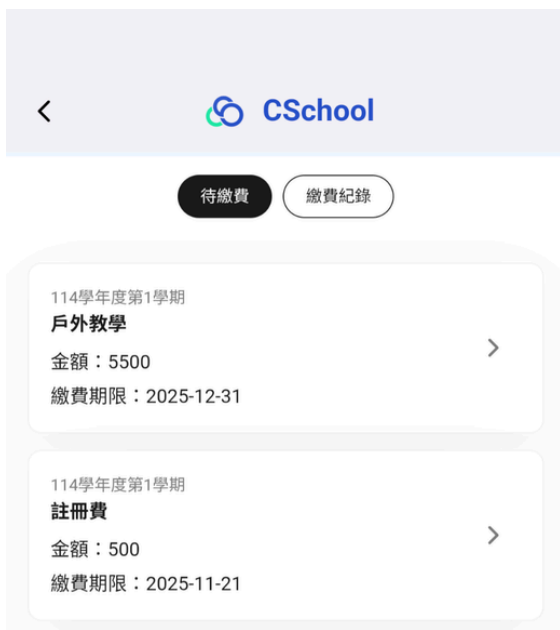 CSchool
待繳費 繳費紀錄
114學年度第1學期
戶外教學
金額：5500
繳費期限：2025-12-31
114學年度第1學期
註冊費
金額：500
繳費期限：2025-11-21